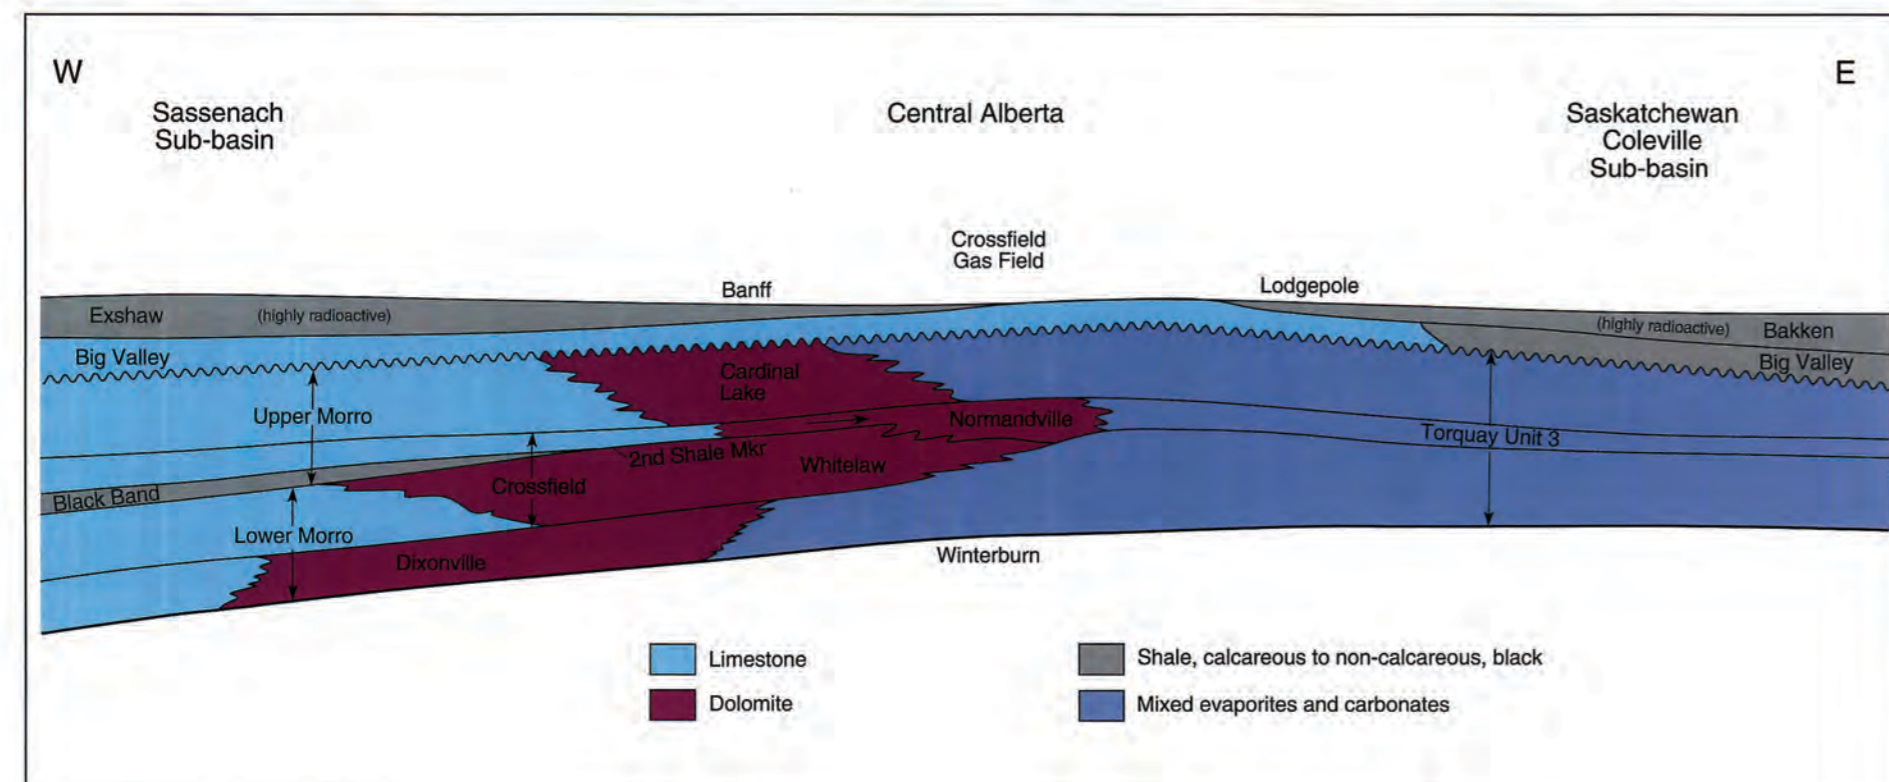 W
E
Sassenach
Sub-basin
Central Alberta
Saskatchewan
Coleville
Sub-basin
Crossfield
Gas Field
Banff
Lodgepole
Exshaw
(highly radioactive)
(highly radioactive)
Bakken
Big Valley
Big Valley
Cardinal
Lake
Upper Morro
Normandville
Torquay Unit 3
2nd Shale Mkr
Whitelaw
Crossfield
Black Band
Lower Morro
Dixonville
Winterburn
Limestone
Dolomite
Shale, calcareous to non-calcareous, black
Mixed evaporites and carbonates